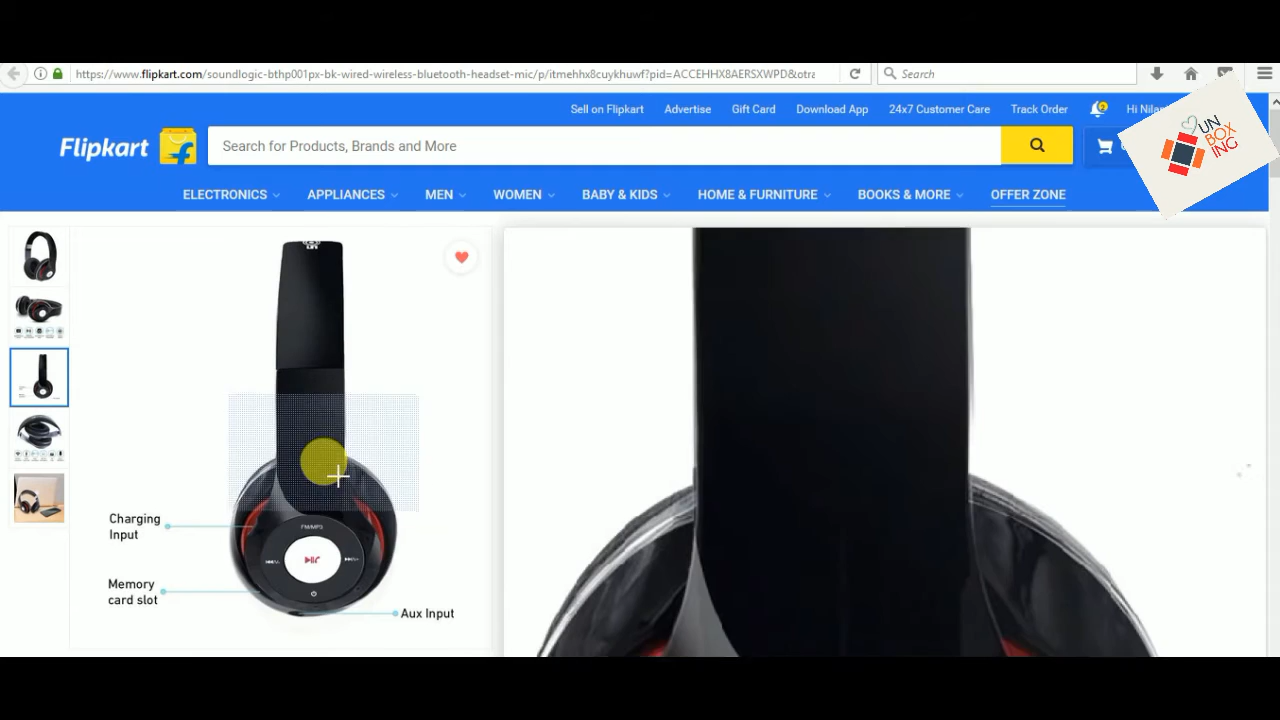 https://www.flipkart.com/soundlogic-bthp001px-bk-wired-wireless-bluetooth-headset-mic/p/itmehhx8cuykhuwf?pid=ACCEHHX8AERSXWPD&otra
Search
Sell on Flipkart Advertise Gift Card Download App 24x7 Customer Care Track Order 2 Hi
Flipkart
Search for Products, Brands and More
UN
BOX
ING
ELECTRONICS APPLIANCES MEN WOMEN BABY & KIDS HOME & FURNITURE BOOKS & MORE OFFER ZONE
FM/MP3
Charging
Input
Memory
card slot
Aux Input